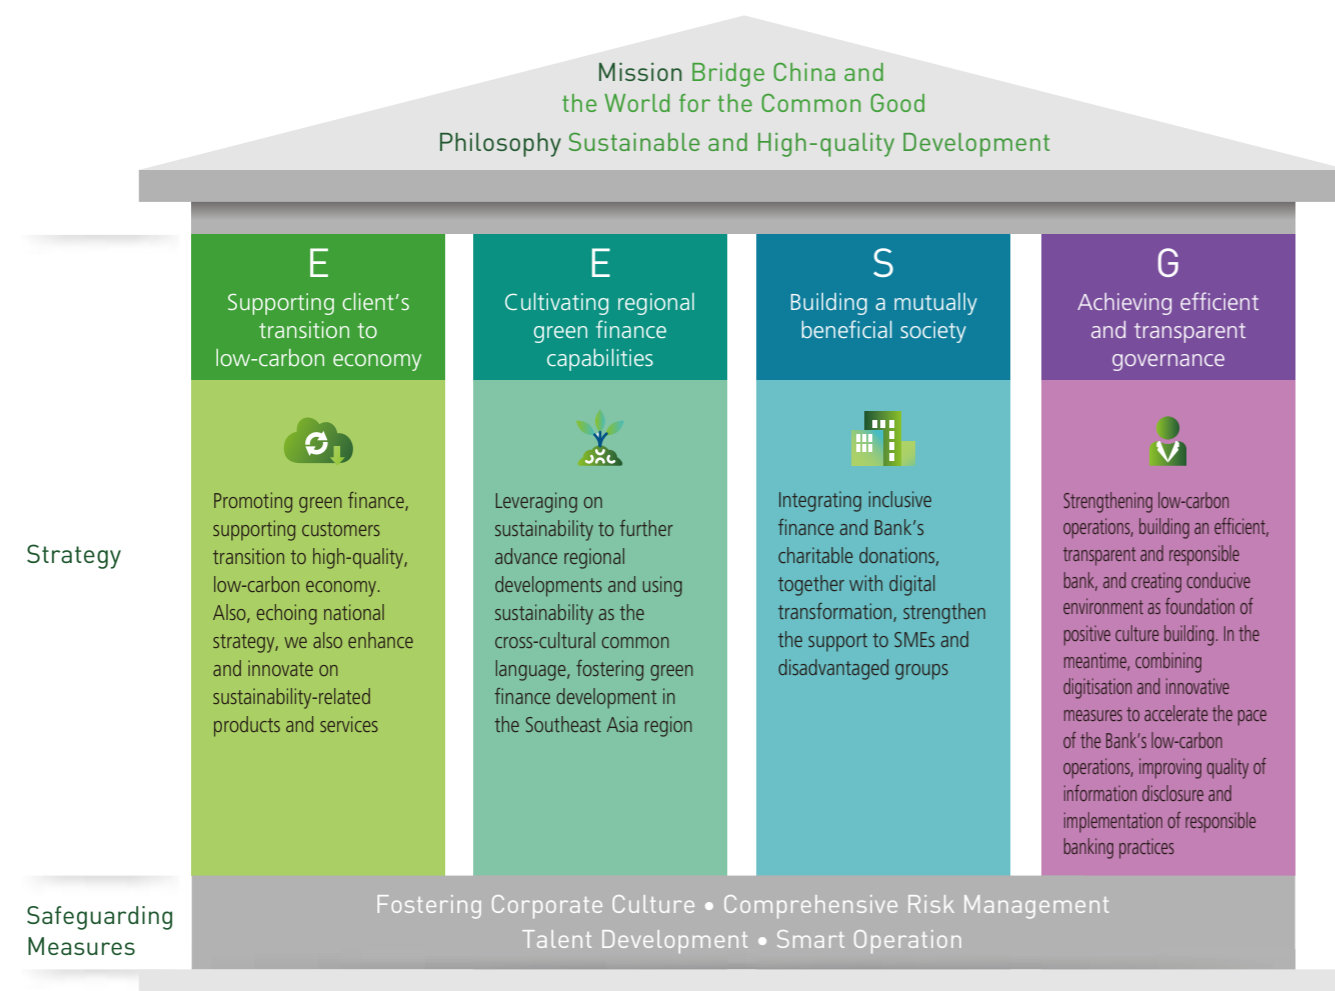 Mission Bridge China and
the World for the Common Good
Philosophy Sustainable and High-quality Development
Strategy
E
Supporting client's
transition to
low-carbon economy
Promoting green finance,
supporting customers
transition to high-quality,
low-carbon economy.
Also, echoing national
strategy, we also enhance
and innovate on
sustainability-related
products and services
E
Cultivating regional
green finance
capabilities
Leveraging on
sustainability to further
advance regional
developments and using
sustainability as the
cross-cultural common
language, fostering green
finance development in
the Southeast Asia region
S
Building a mutually
beneficial society
Integrating inclusive
finance and Bank's
charitable donations,
together with digital
transformation, strengthen
the support to SMEs and
disadvantaged groups
G
Achieving efficient
and transparent
governance
Strengthening low-carbon
operations, building an efficient,
transparent and responsible
bank, and creating conducive
environment as foundation of
positive culture building. In the
meantime, combining
digitisation and innovative
measures to accelerate the pace
of the Bank's low-carbon
operations, improving quality of
information disclosure and
implementation of responsible
banking practices
Safeguarding
Measures
Fostering Corporate Culture • Comprehensive Risk Management
Talent Development • Smart Operation